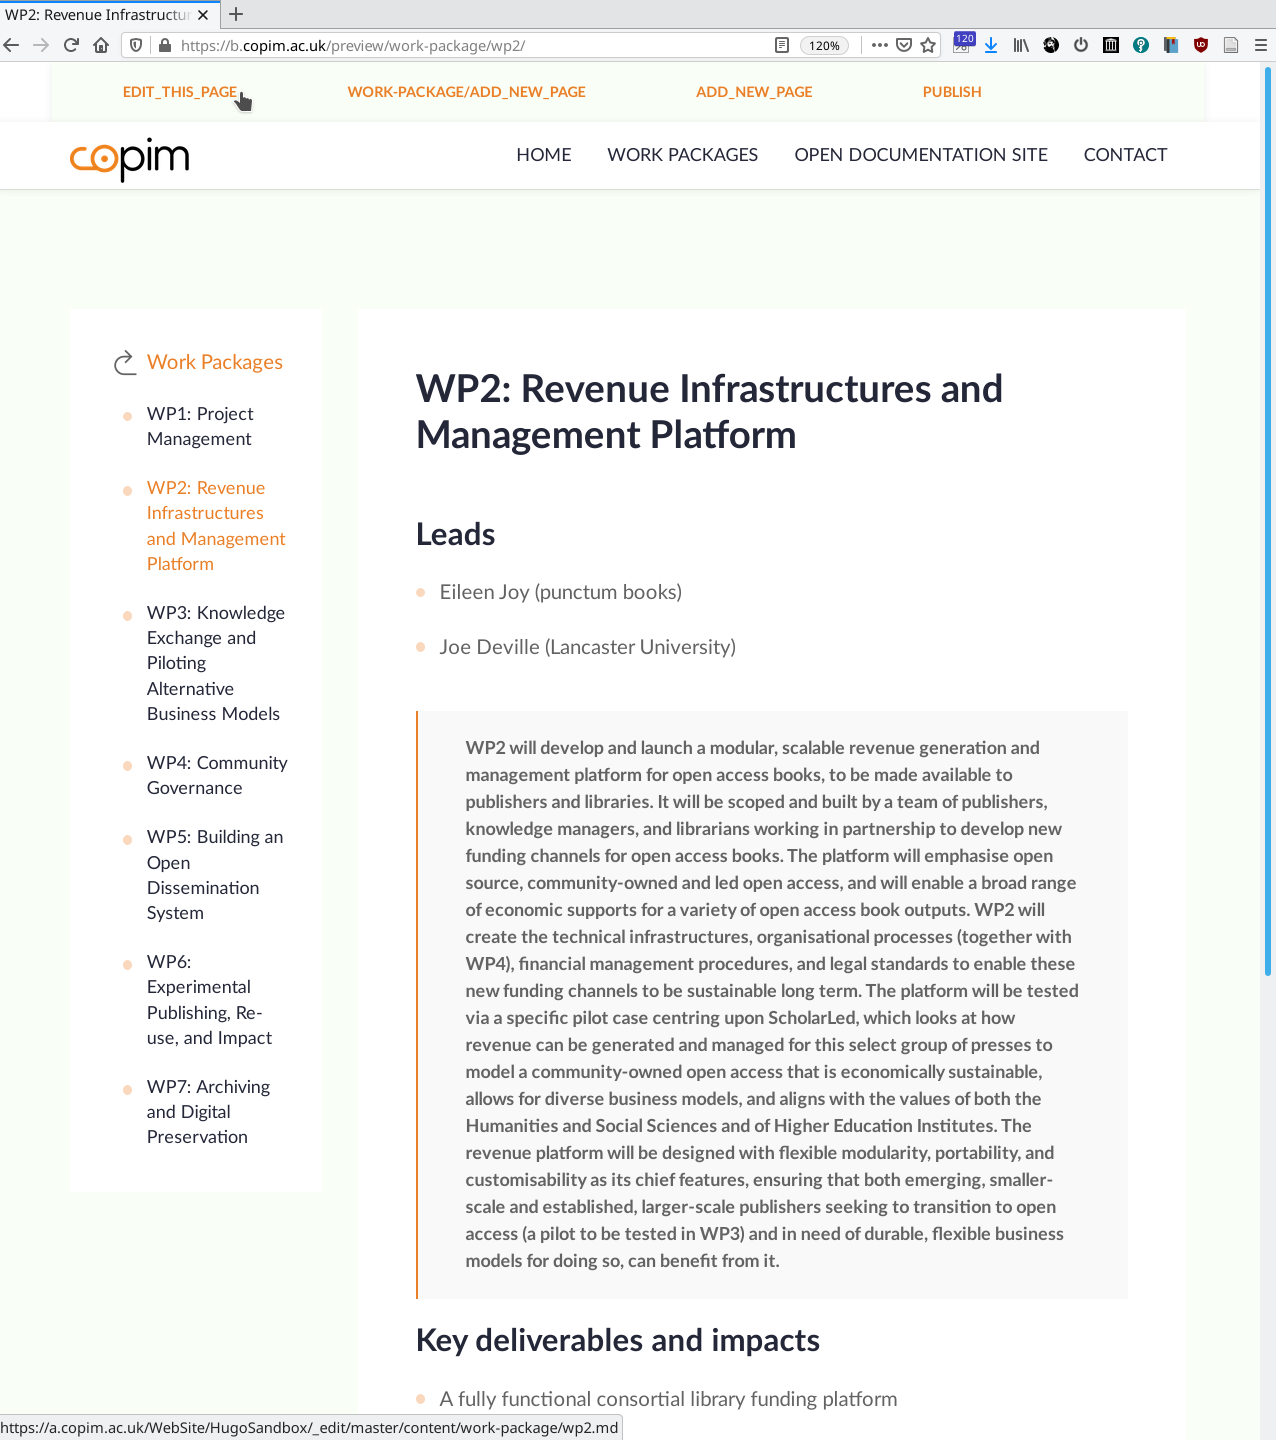 WP2: Revenue Infrastructur
https://b.copim.ac.uk/preview/work-package/wp2/
120%
120
EDIT_THIS_PAGE
WORK-PACKAGE/ADD_NEW_PAGE
ADD_NEW_PAGE
PUBLISH
copim
HOME
WORK PACKAGES
OPEN DOCUMENTATION SITE
CONTACT
Work Packages
WP1: Project
Management
WP2: Revenue
Infrastructures
and Management
Platform
WP3: Knowledge
Exchange and
Piloting
Alternative
Business Models
WP4: Community
Governance
WP5: Building an
Open
Dissemination
System
WP6:
Experimental
Publishing, Re-
use, and Impact
WP7: Archiving
and Digital
Preservation
WP2: Revenue Infrastructures and
Management Platform
Leads
Eileen Joy (punctum books)
Joe Deville (Lancaster University)
WP2 will develop and launch a modular, scalable revenue generation and
management platform for open access books, to be made available to
publishers and libraries. It will be scoped and built by a team of publishers,
knowledge managers, and librarians working in partnership to develop new
funding channels for open access books. The platform will emphasise open
source, community-owned and led open access, and will enable a broad range
of economic supports for a variety of open access book outputs. WP2 will
create the technical infrastructures, organisational processes (together with
WP4), financial management procedures, and legal standards to enable these
new funding channels to be sustainable long term. The platform will be tested
via a specific pilot case centring upon ScholarLed, which looks at how
revenue can be generated and managed for this select group of presses to
model a community-owned open access that is economically sustainable,
allows for diverse business models, and aligns with the values of both the
Humanities and Social Sciences and of Higher Education Institutes. The
revenue platform will be designed with flexible modularity, portability, and
customisability as its chief features, ensuring that both emerging, smaller-
scale and established, larger-scale publishers seeking to transition to open
access (a pilot to be tested in WP3) and in need of durable, flexible business
models for doing so, can benefit from it.
Key deliverables and impacts
A fully functional consortial library funding platform
https://a.copim.ac.uk/WebSite/HugoSandbox/_edit/master/content/work-package/wp2.md